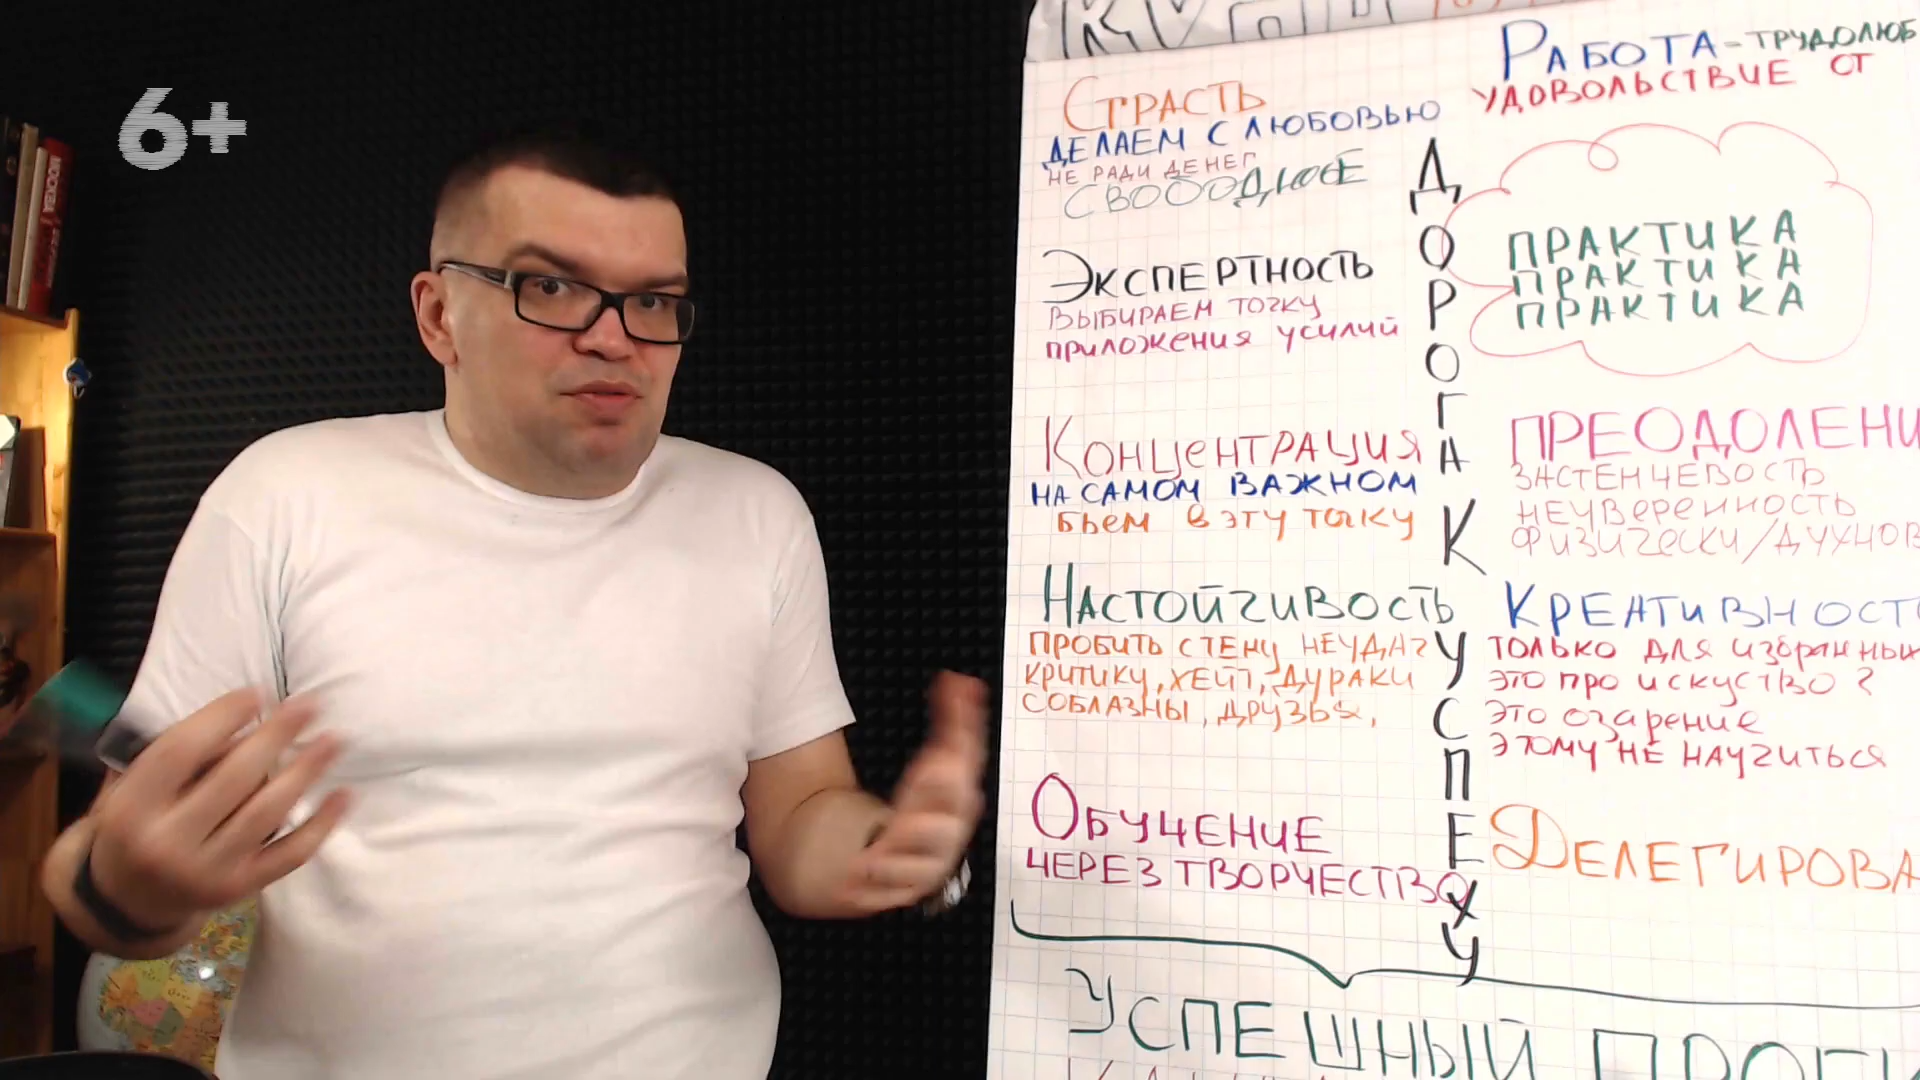 6+
МОСКВА
СТРАСТЬ
ДЕЛАЕМ С ЛЮБОВЬЮ
НЕ РАДИ ДЕНЕГ
ЭКСПЕРТНОСТЬ
ВЫБИРАЕМ ТОЧКУ
ПРИЛОЖЕНИЯ УСИЛИЙ
КОНЦЕНТРАЦИЯ
НА САМОМ ВАЖНОМ
БЬЕМ В ЭТУ ТОЧКУ
НАСТОЙЧИВОСТЬ
ПРОБИТЬ СТЕНУ НЕУДАЧ
КРИТИКУ, ХЕЙТ, ДУРАКИ
СОБЛАЗНЫ, ДРУЗЬЯ,
ОБУЧЕНИЕ
ЧЕРЕЗ ТВОРЧЕСТВО
ДОРОГА К УСПЕХУ
РАБОТА - ТРУДОЛЮБ
УДОВОЛЬСТВИЕ ОТ
ПРАКТИКА
ПРАКТИКА
ПРАКТИКА
ПРЕОДОЛЕНИ
ЗАСТЕНЧЕВОСТЬ
НЕУВЕРЕННОСТЬ
ФИЗИЧЕСКИ/ДУХНОВ
КРЕАТИВНОСТ
ТОЛЬКО ДЛЯ ИЗБРАННЫХ
ЭТО ПРО ИСКУСТВО?
ЭТО ОЗАРЕНИЕ
ЭТОМУ НЕ НАУЧИТЬСЯ
ДЕЛЕГИРОВА
УСПЕШНЫЙ